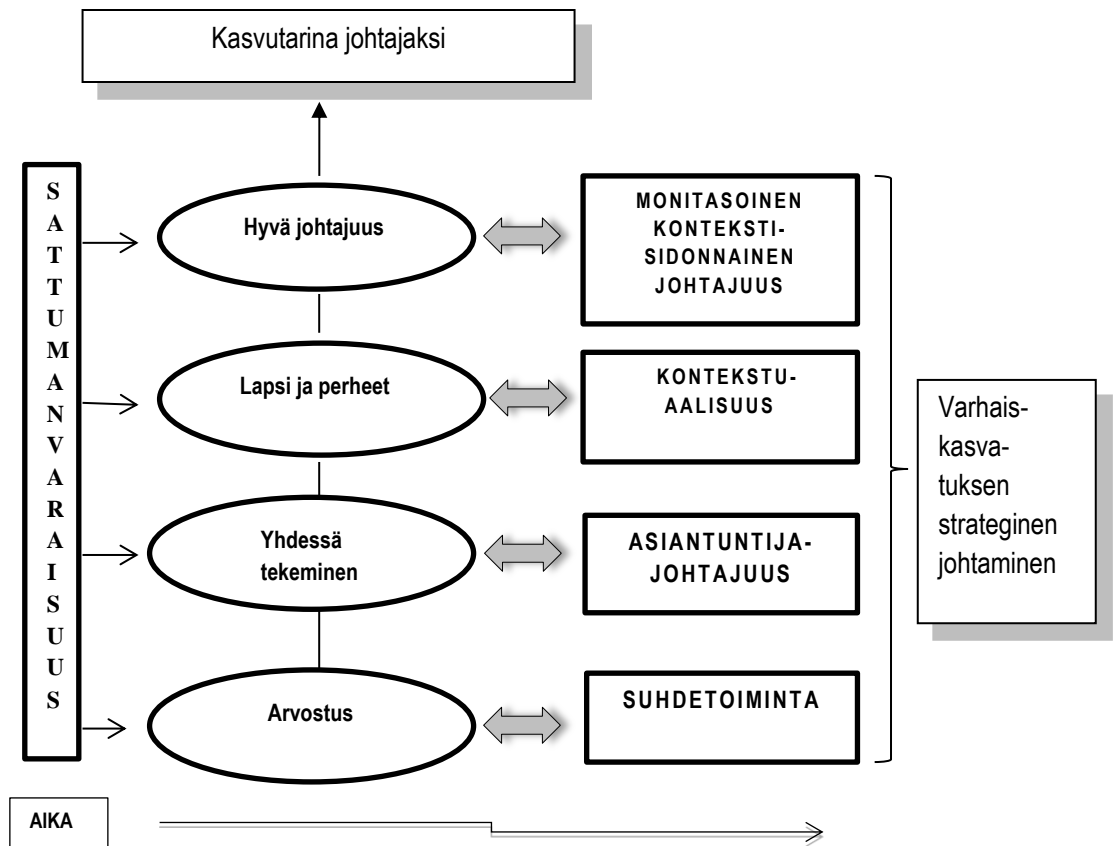 Kasvutarina johtajaksi
SATTUMANVARAISUUS
Hyvä johtajuus
MONITASOINEN
KONTEKSTI-
SIDONNAINEN
JOHTAJUUS
Lapsi ja perheet
KONTEKSTU-
AALISUUS
Yhdessä
tekeminen
ASIANTUNTIJA-
JOHTAJUUS
Arvostus
SUHDETOIMINTA
Varhais-
kasva-
tuksen
strateginen
johtaminen
AIKA